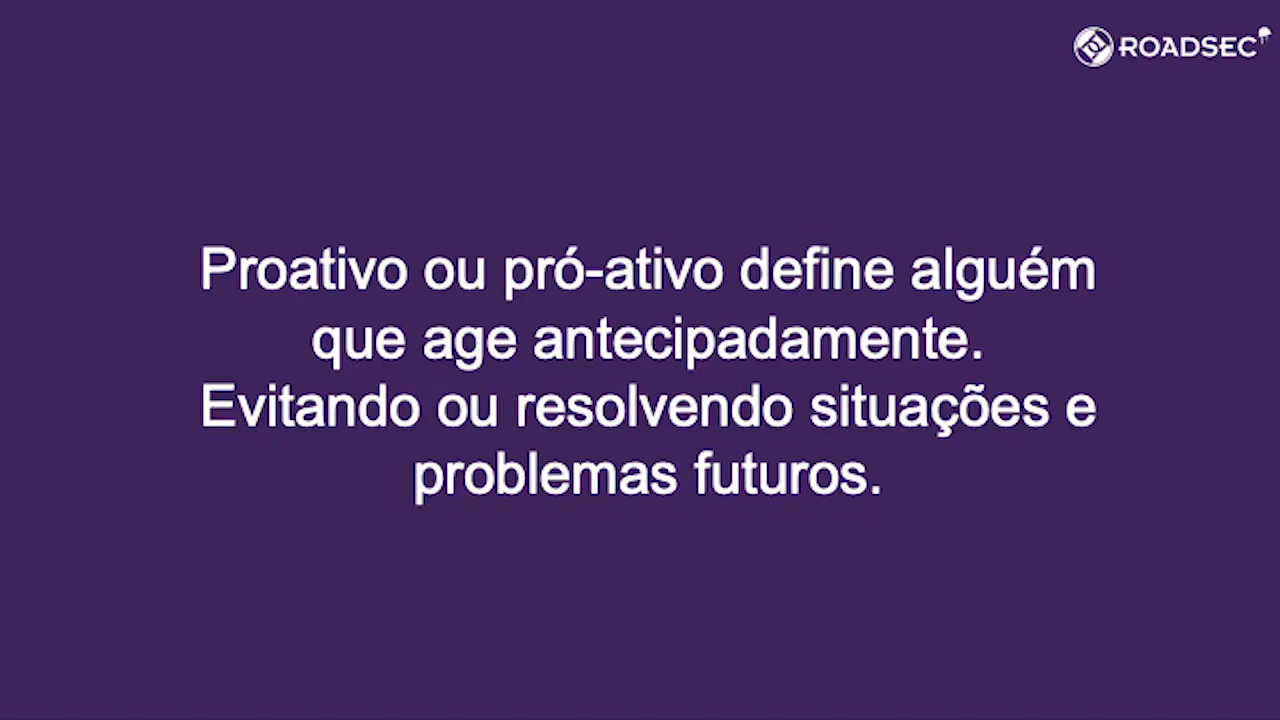 ROADSEC
Proativo ou pró-ativo define alguém
que age antecipadamente.
Evitando ou resolvendo situações e
problemas futuros.